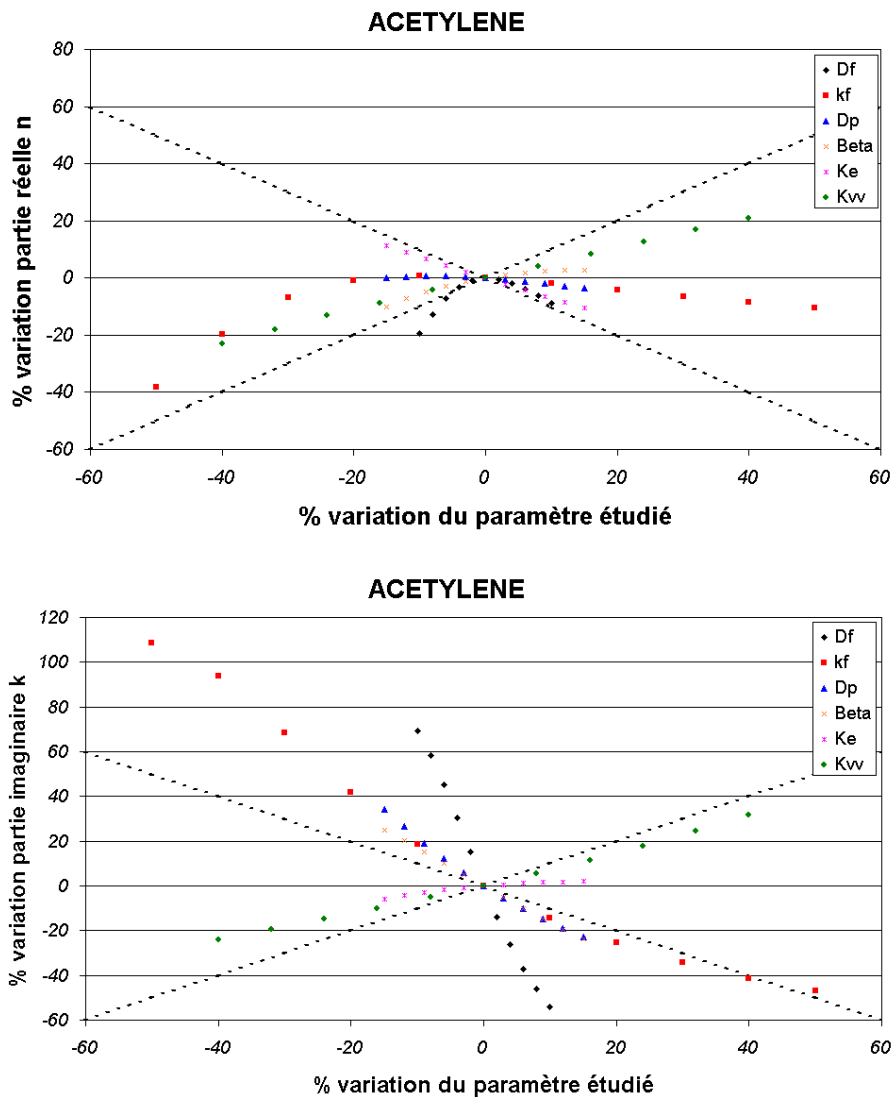 ACETYLENE
80
60
40
20
0
-20
-40
-60
% variation partie réelle n
Df
kf
Dp
Beta
Ke
Kvv
-60 -40 -20 0 20 40 60
% variation du paramètre étudié
ACETYLENE
120
100
80
60
40
20
0
-20
-40
-60
% variation partie imaginaire k
Df
kf
Dp
Beta
Ke
Kvv
-60 -40 -20 0 20 40 60
% variation du paramètre étudié